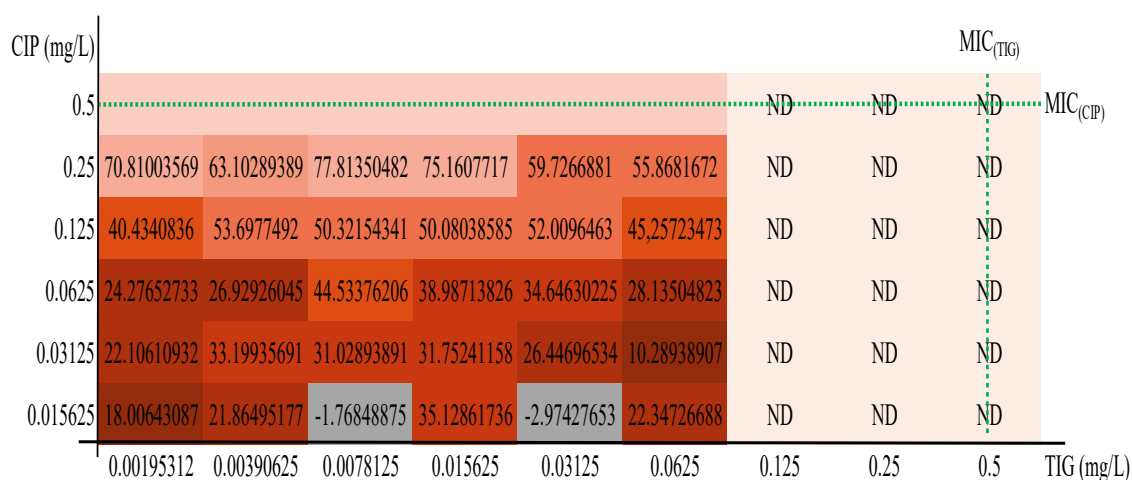 MIC(TIG)
CIP (mg/L)
0.5 ND ND ND MIC(CIP)
0.25 70.81003569 63.10289389 77.81350482 75.1607717 59.7266881 55.8681672 ND ND ND
0.125 40.4340836 53.6977492 50.32154341 50.08038585 52.0096463 45,25723473 ND ND ND
0.0625 24.27652733 26.92926045 44.53376206 38.98713826 34.64630225 28.13504823 ND ND ND
0.03125 22.10610932 33.19935691 31.02893891 31.75241158 26.44696534 10.28938907 ND ND ND
0.015625 18.00643087 21.86495177 -1.76848875 35.12861736 -2.97427653 22.34726688 ND ND ND
0.00195312 0.00390625 0.0078125 0.015625 0.03125 0.0625 0.125 0.25 0.5 TIG (mg/L)